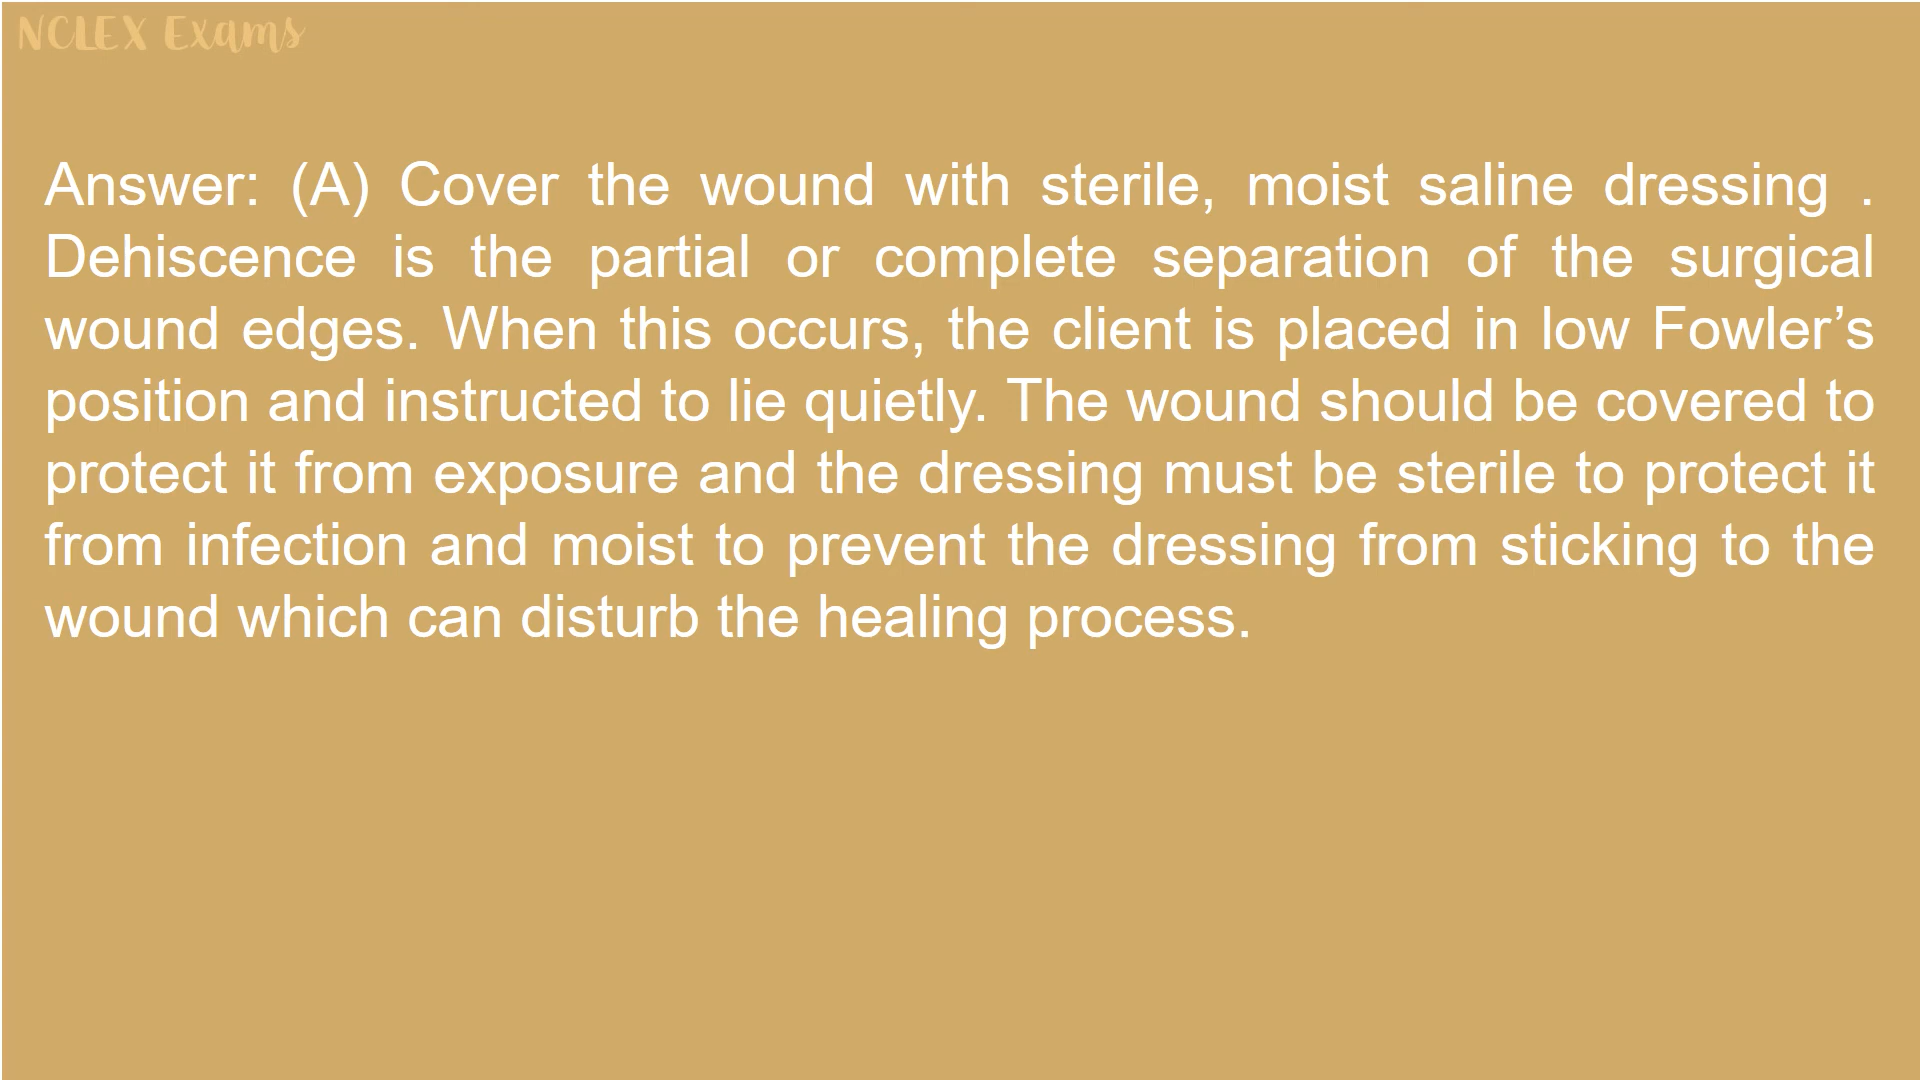 NCLEX Exams
Answer: (A) Cover the wound with sterile, moist saline dressing .
Dehiscence is the partial or complete separation of the surgical
wound edges. When this occurs, the client is placed in low Fowler’s
position and instructed to lie quietly. The wound should be covered to
protect it from exposure and the dressing must be sterile to protect it
from infection and moist to prevent the dressing from sticking to the
wound which can disturb the healing process.